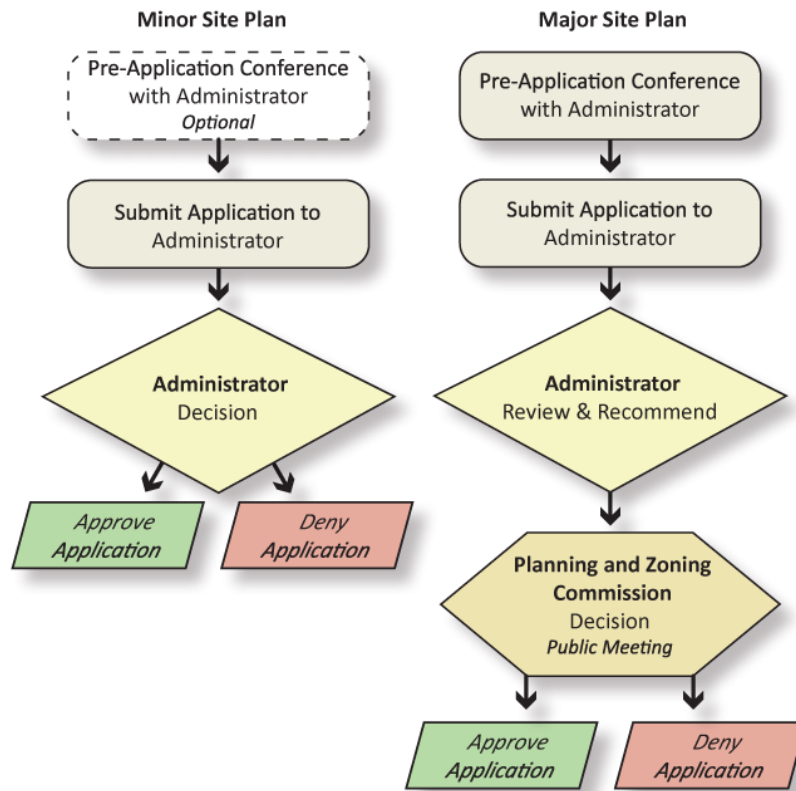 Minor Site Plan
Pre-Application Conference
with Administrator
Optional
Submit Application to
Administrator
Administrator
Decision
Approve
Application
Deny
Application
Major Site Plan
Pre-Application Conference
with Administrator
Submit Application to
Administrator
Administrator
Review & Recommend
Planning and Zoning
Commission
Decision
Public Meeting
Approve
Application
Deny
Application